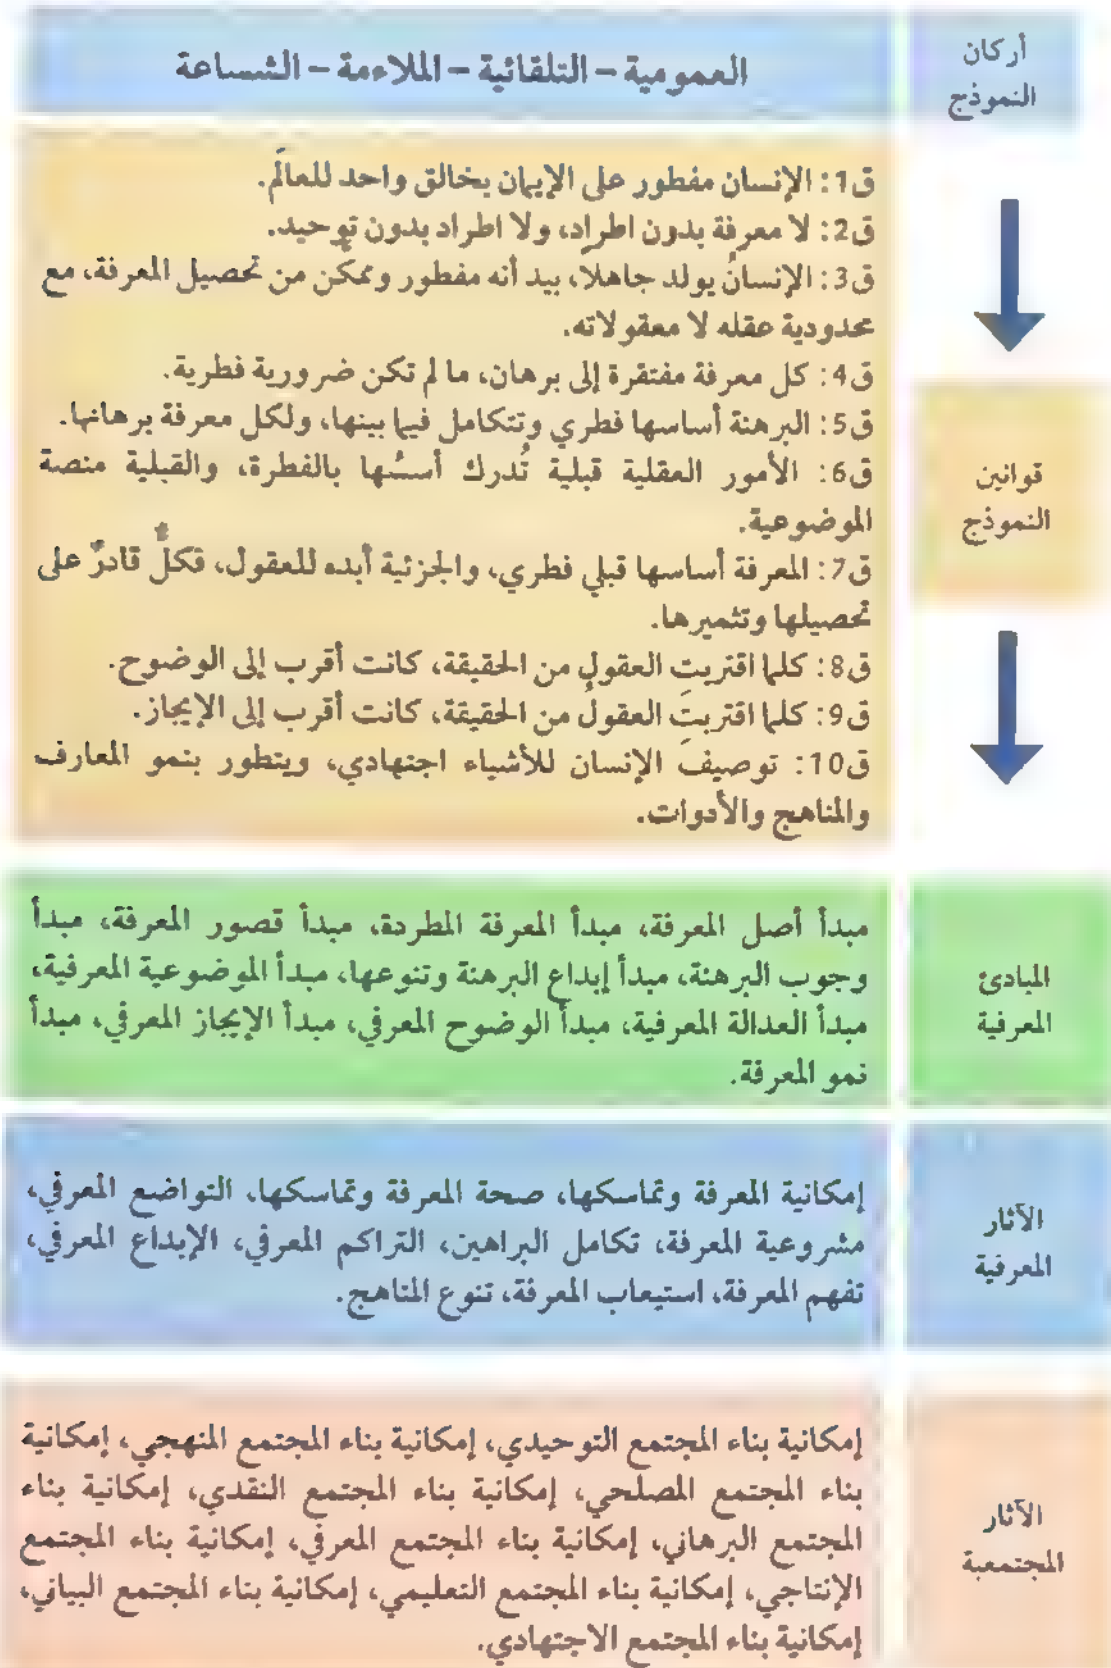 أركان
النموذج
العمومية – التلقائية – الملاءمة – الشساعة
قوانين
النموذج
ق1: الإنسان مفطور على الإيمان بخالق واحد للعالَم.
ق2: لا معرفة بدون اطراد، ولا اطراد بدون توحيد.
ق3: الإنسانُ يولد جاهلا، بيد أنه مفطور وممكَّن من تحصيل المعرفة، مع
محدودية عقله لا معقولاته.
ق4: كل معرفة مفتقرة إلى برهان، ما لم تكن ضرورية فطرية.
ق5: البرهنة أساسها فطري وتتكامل فيما بينها، ولكل معرفة برهانها.
ق6: الأمور العقلية قبلية تُدرك أسسُها بالفطرة، والقبلية منصة
الموضوعية.
ق7: المعرفة أساسها قبلي فطري، والجزئية أبده للعقول، فكلٌّ قادرٌ على
تحصيلها وتثميرها.
ق8: كلما اقتربتِ العقول من الحقيقة، كانت أقرب إلى الوضوح.
ق9: كلما اقتربتِ العقولُ من الحقيقة، كانت أقرب إلى الإيجاز.
ق10: توصيفُ الإنسان للأشياء اجتهادي، ويتطور بنمو المعارف
والمناهج والأدوات.
المبادئ
المعرفية
مبدأ أصل المعرفة، مبدأ المعرفة المطردة، مبدأ قصور المعرفة، مبدأ
وجوب البرهنة، مبدأ إبداع البرهنة وتنوعها، مبدأ الموضوعية المعرفية،
مبدأ العدالة المعرفية، مبدأ الوضوح المعرفي، مبدأ الإيجاز المعرفي، مبدأ
نمو المعرفة.
الآثار
المعرفية
إمكانية المعرفة وتماسكها، صحة المعرفة وتماسكها، التواضع المعرفي،
مشروعية المعرفة، تكامل البراهين، التراكم المعرفي، الإبداع المعرفي،
تفهم المعرفة، استيعاب المعرفة، تنوع المناهج.
الآثار
المجتمعية
إمكانية بناء المجتمع التوحيدي، إمكانية بناء المجتمع المنهجي، إمكانية
بناء المجتمع المصلحي، إمكانية بناء المجتمع النقدي، إمكانية بناء
المجتمع البرهاني، إمكانية بناء المجتمع المعرفي، إمكانية بناء المجتمع
الإنتاجي، إمكانية بناء المجتمع التعليمي، إمكانية بناء المجتمع البياني،
إمكانية بناء المجتمع الاجتهادي.